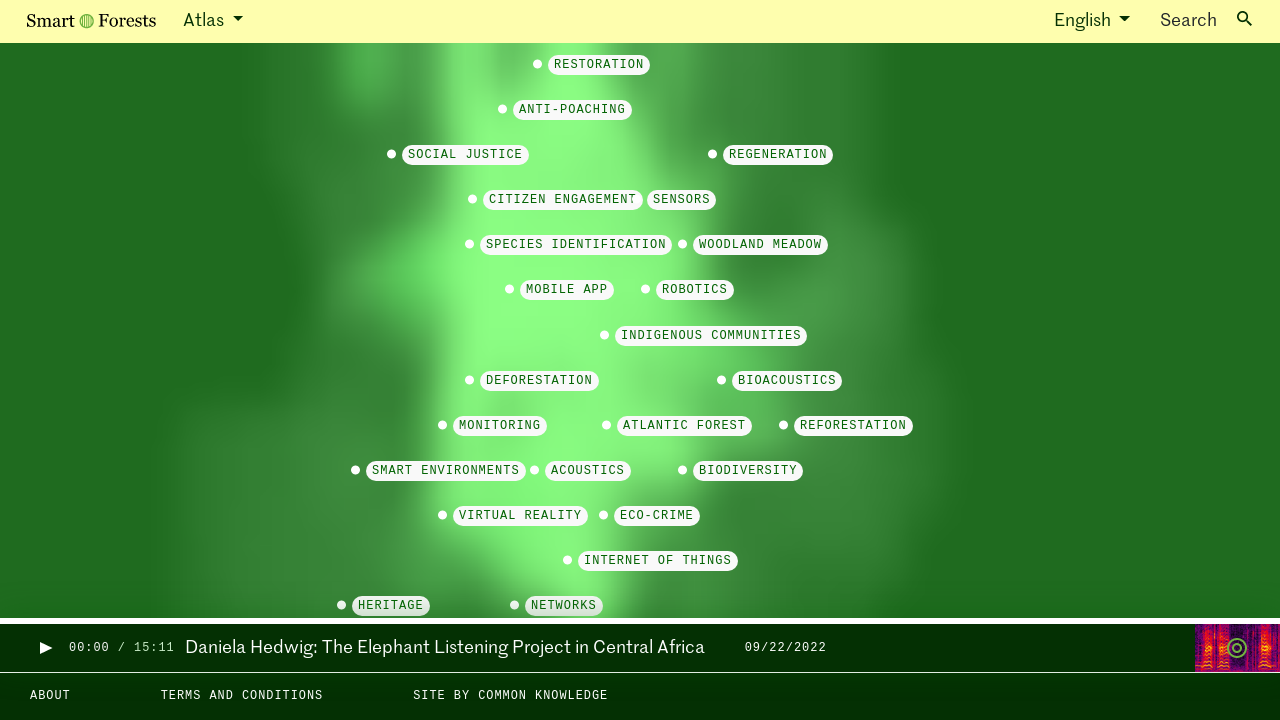 Smart Forests Atlas English Search
RESTORATION
ANTI-POACHING
SOCIAL JUSTICE REGENERATION
CITIZEN ENGAGEMENT SENSORS
SPECIES IDENTIFICATION WOODLAND MEADOW
MOBILE APP ROBOTICS
INDIGENOUS COMMUNITIES
DEFORESTATION BIOACOUSTICS
MONITORING ATLANTIC FOREST REFORESTATION
SMART ENVIRONMENTS ACOUSTICS BIODIVERSITY
VIRTUAL REALITY ECO-CRIME
INTERNET OF THINGS
HERITAGE NETWORKS
00:00 / 15:11 Daniela Hedwig: The Elephant Listening Project in Central Africa 09/22/2022
ABOUT TERMS AND CONDITIONS SITE BY COMMON KNOWLEDGE